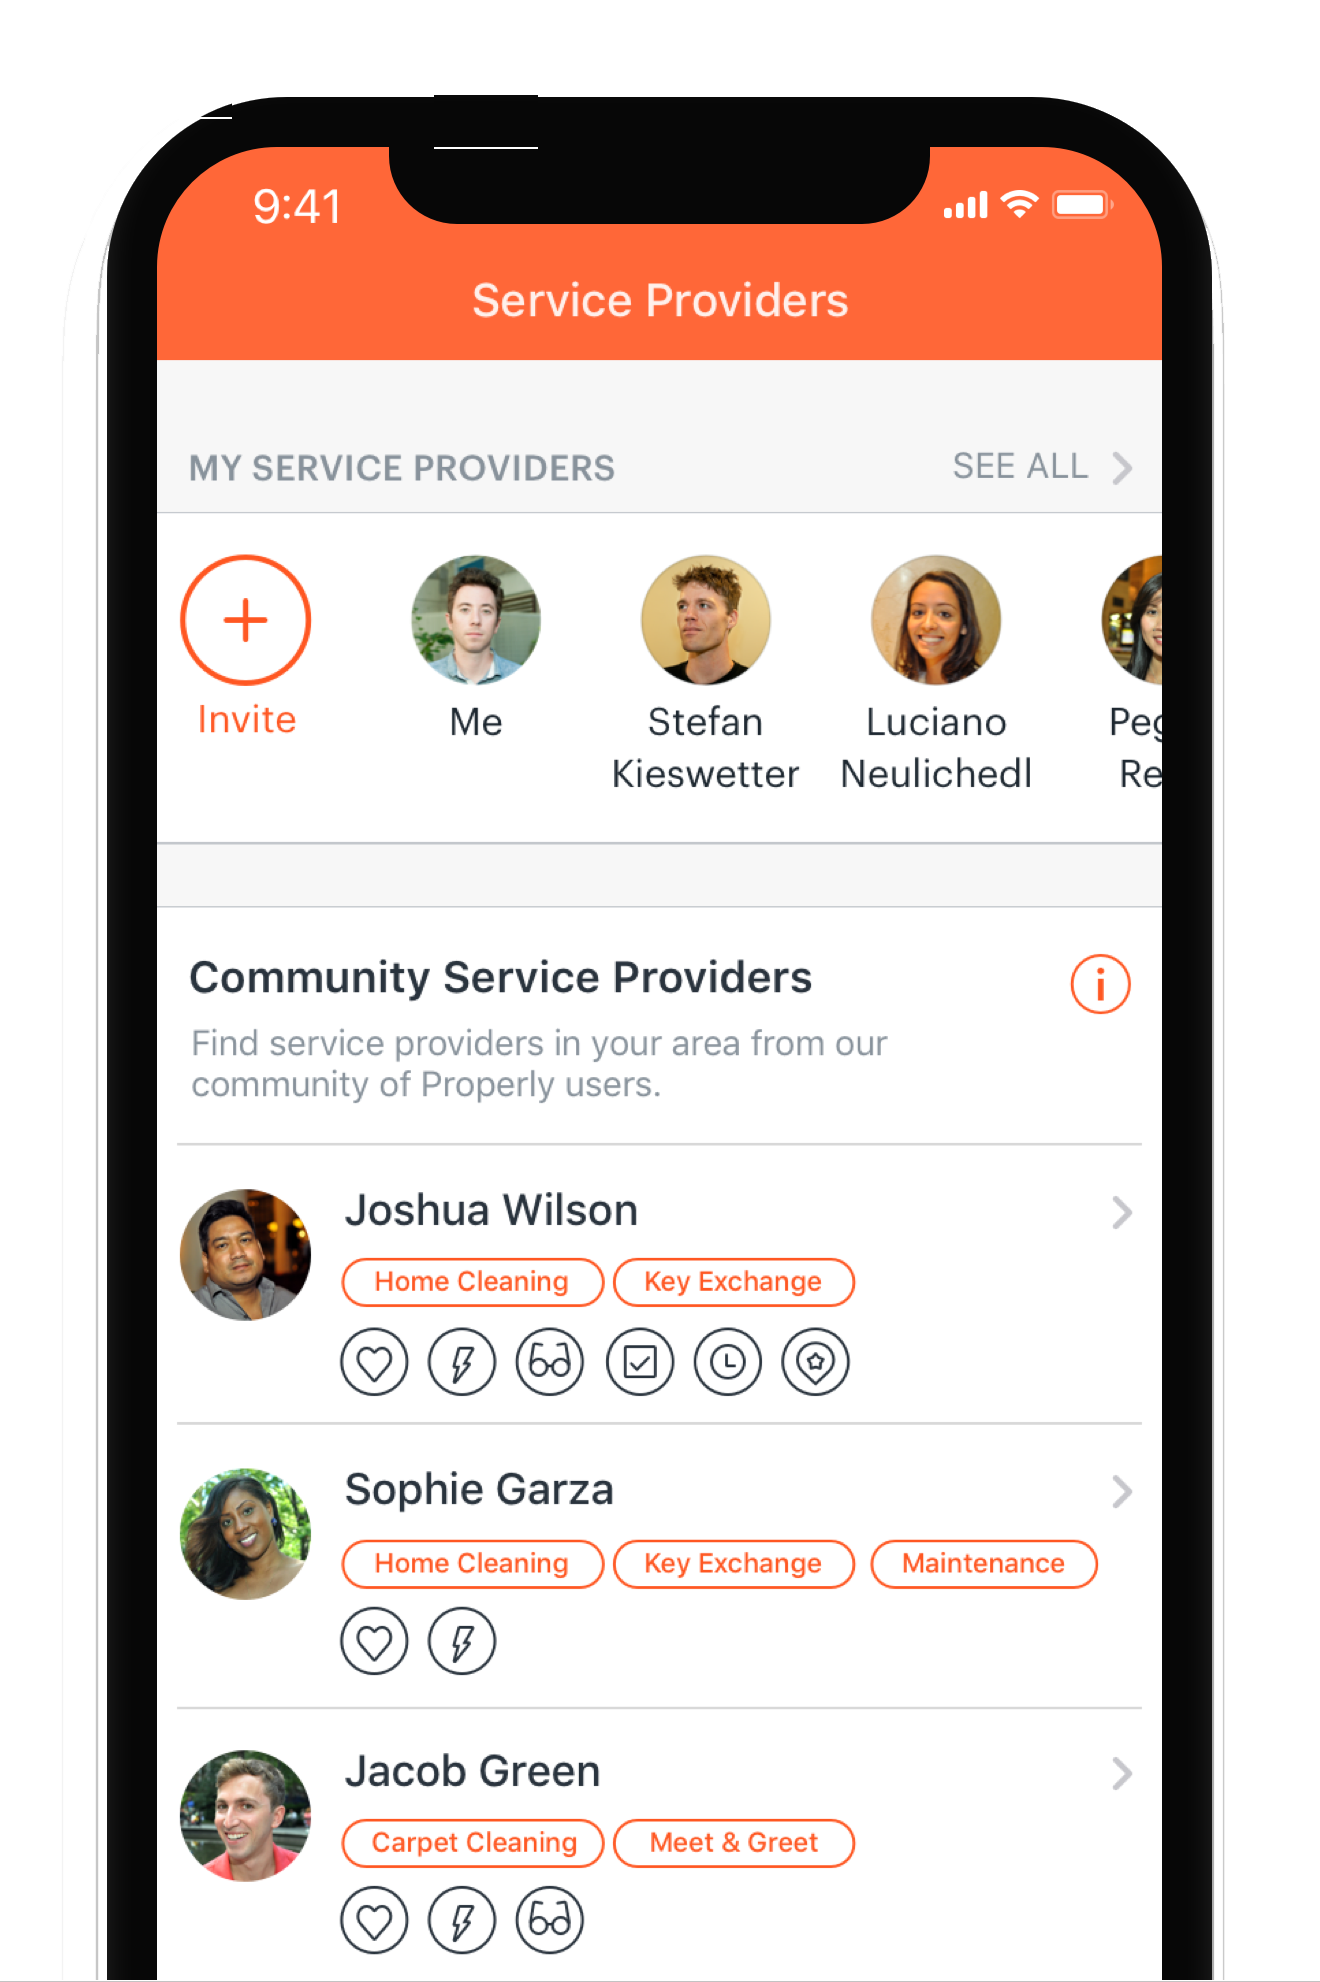 9:41
Service Providers
MY SERVICE PROVIDERS SEE ALL
Invite Me Stefan Luciano
Kieswetter Neulichedl
Community Service Providers
Find service providers in your area from our
community of Properly users.
Joshua Wilson
Home Cleaning Key Exchange
Sophie Garza
Home Cleaning Key Exchange Maintenance
Jacob Green
Carpet Cleaning Meet & Greet